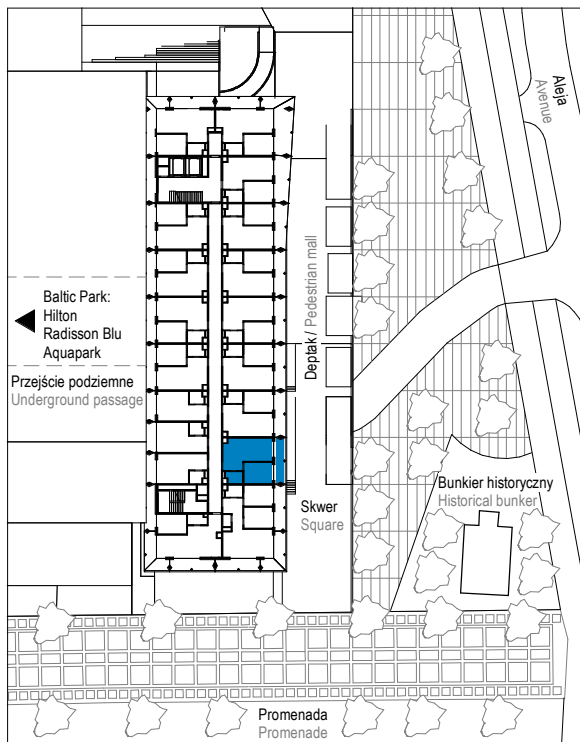 Aleja
Avenue
Baltic Park:
Hilton
Radisson Blu
Aquapark
Przejście podziemne
Underground passage
Deptak / Pedestrian mall
Bunkier historyczny
Historical bunker
Skwer
Square
Promenada
Promenade